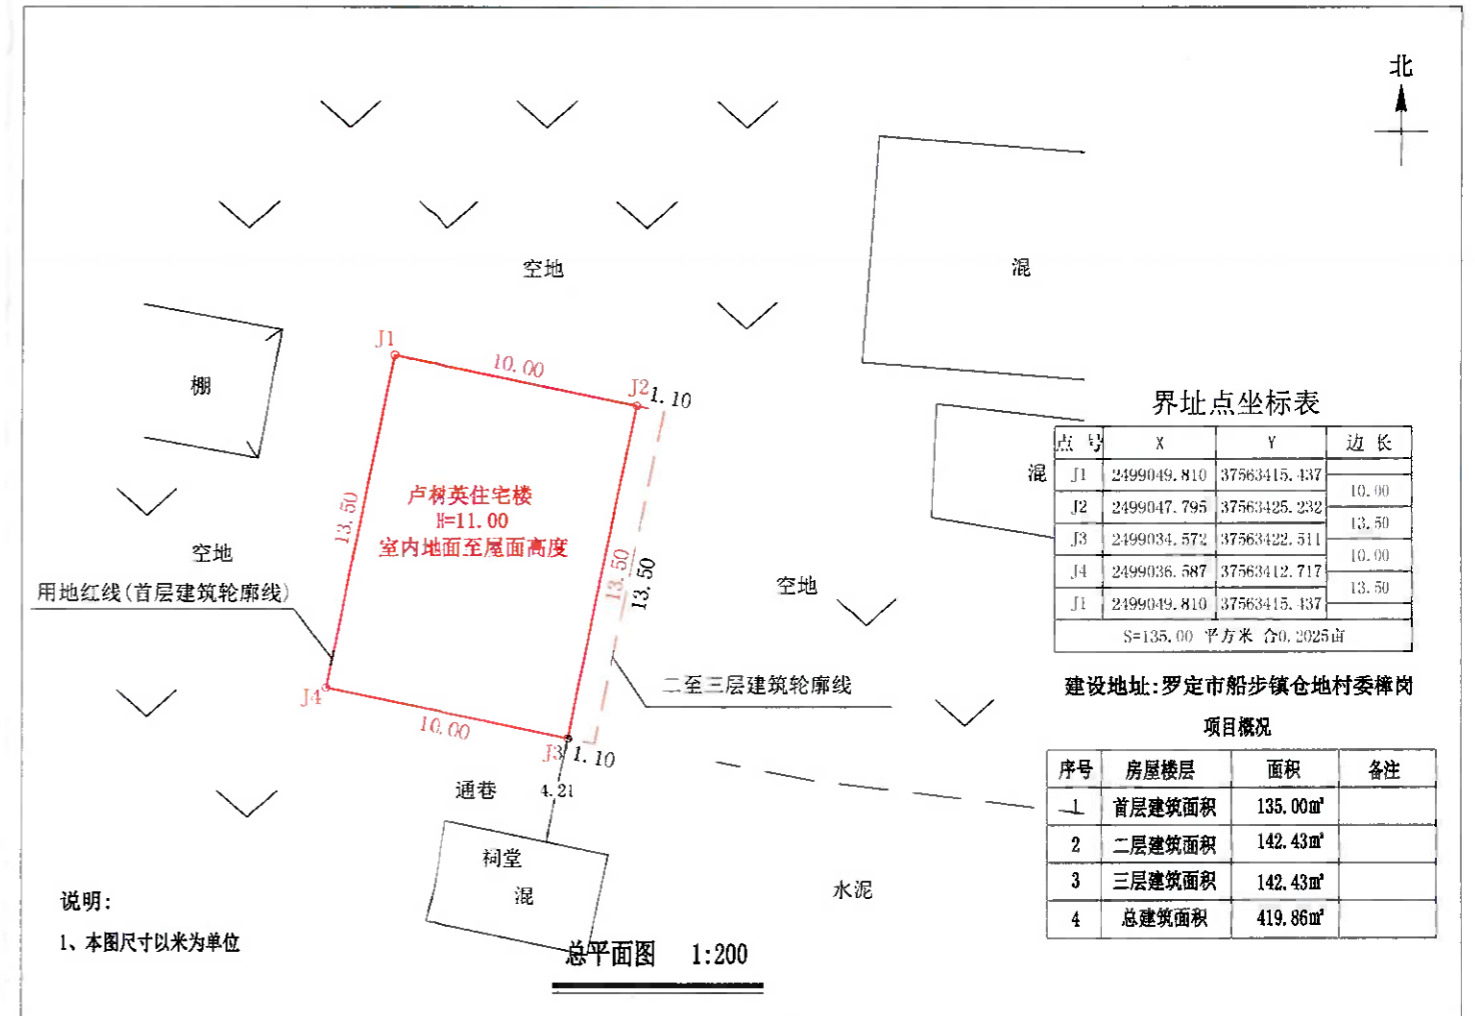 北
空地
混
J1
10.00
J2
1.10
棚
界址点坐标表
点 号 X Y 边 长
J1 2499049.810 37563415.437
10.00
J2 2499047.795 37563425.232
13.50
J3 2499034.572 37563422.511
10.00
J4 2499036.587 37563412.717
13.50
J1 2499049.810 37563415.437
S=135.00 平方米 合0.2025亩
混
卢树英住宅楼
H=11.00
室内地面至屋面高度
13.50
13.50
13.50
空地
空地
用地红线(首层建筑轮廓线)
二至三层建筑轮廓线
J4
10.00
J3
1.10
建设地址:罗定市船步镇仓地村委樟岗
项目概况
序号 房屋楼层 面积 备注
1 首层建筑面积 135.00㎡
2 二层建筑面积 142.43㎡
3 三层建筑面积 142.43㎡
4 总建筑面积 419.86㎡
通巷
4.21
祠堂
混
水泥
说明:
1、本图尺寸以米为单位
总平面图 1:200